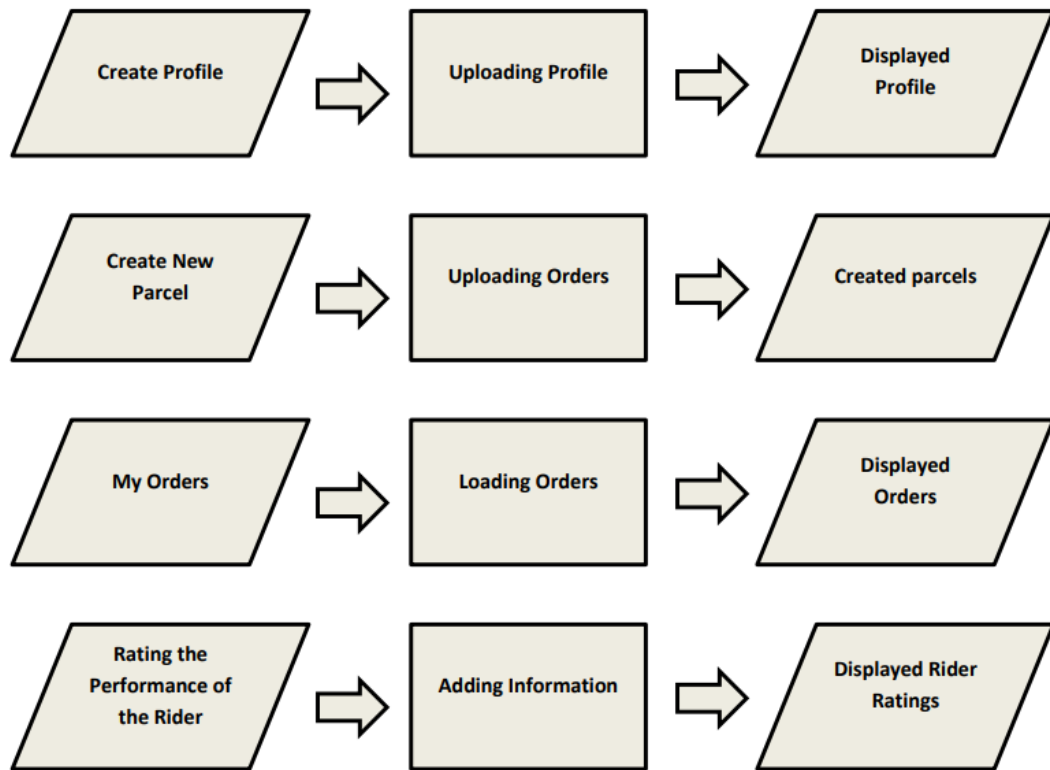 Create Profile
Uploading Profile
Displayed
Profile
Create New
Parcel
Uploading Orders
Created parcels
My Orders
Loading Orders
Displayed
Orders
Rating the
Performance of
the Rider
Adding Information
Displayed Rider
Ratings